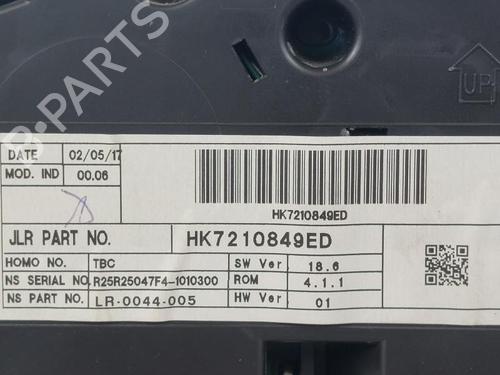 B-PARTS
UP
DATE 02/05/17
MOD. IND 00.06
HK7210849ED
JLR PART NO. HK7210849ED
HOMO NO. TBC SW Ver 18.6
NS SERIAL NO. R25R25047F4-1010300 ROM 4.1.1
NS PART NO. LR-0044-005 HW Ver 01